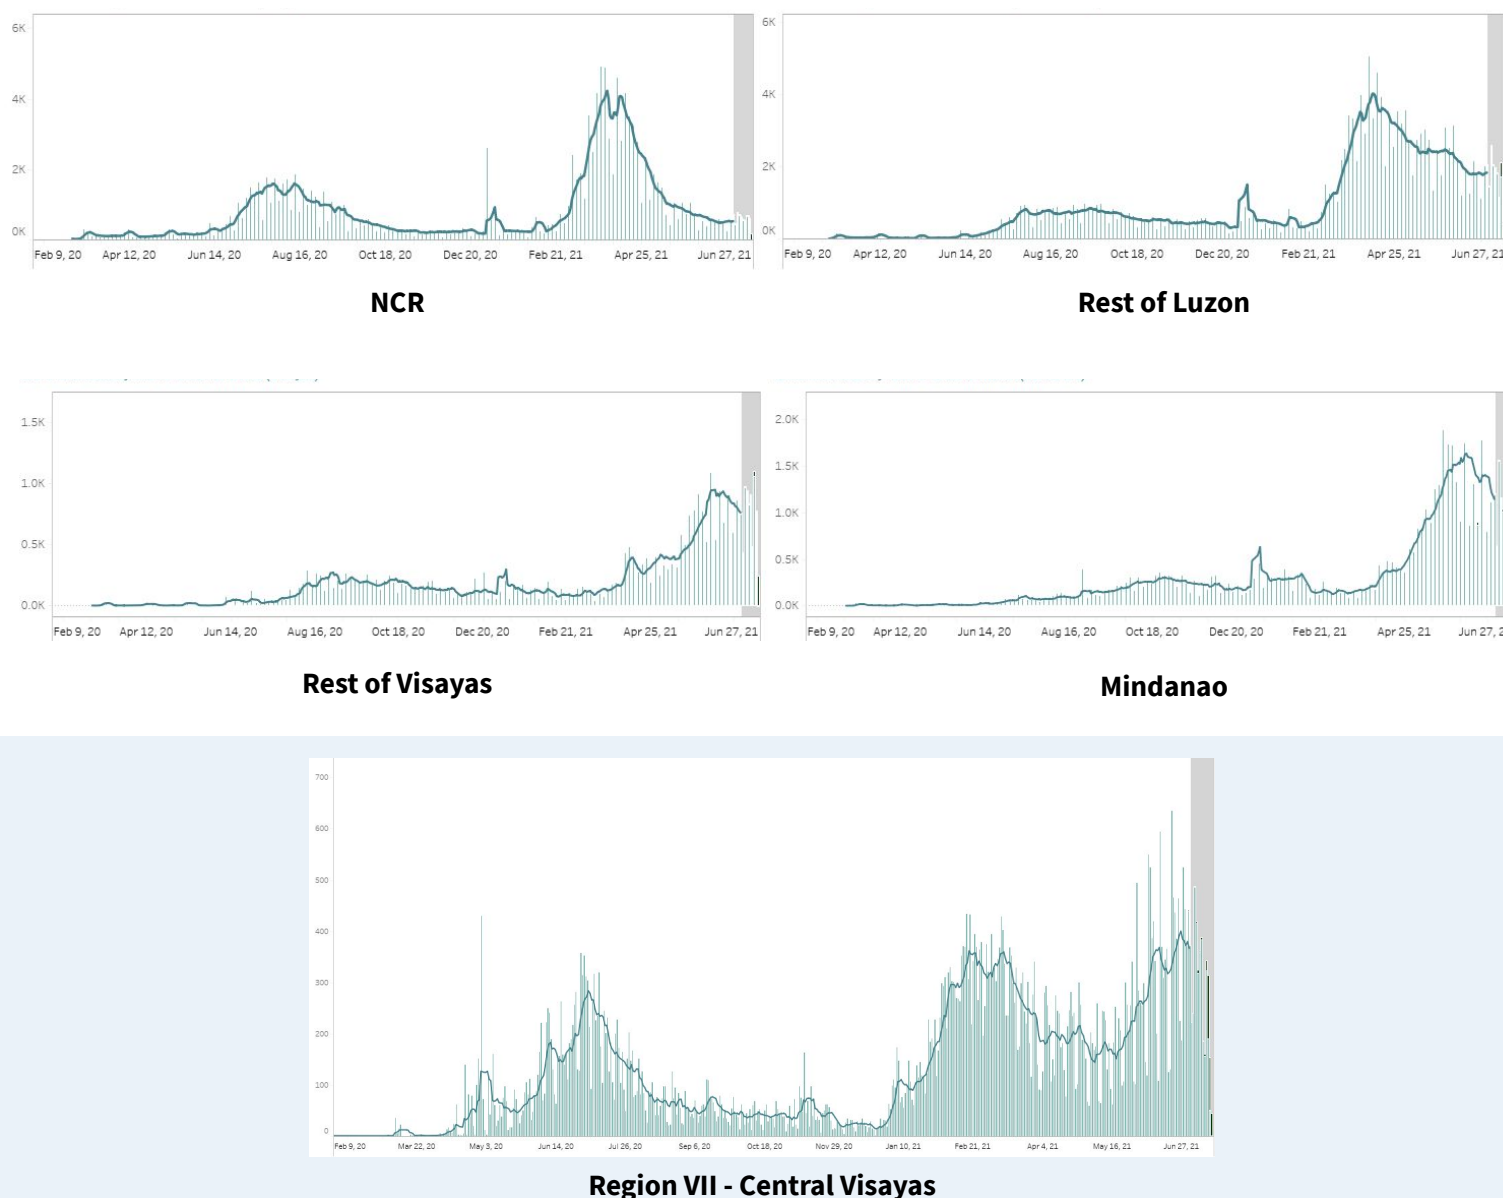 6K
4K
2K
0K
Feb 9, 20 Apr 12, 20 Jun 14, 20 Aug 16, 20 Oct 18, 20 Dec 20, 20 Feb 21, 21 Apr 25, 21 Jun 27, 21
NCR
6K
4K
2K
0K
Feb 9, 20 Apr 12, 20 Jun 14, 20 Aug 16, 20 Oct 18, 20 Dec 20, 20 Feb 21, 21 Apr 25, 21 Jun 27, 21
Rest of Luzon
1.5K
1.0K
0.5K
0.0K
Feb 9, 20 Apr 12, 20 Jun 14, 20 Aug 16, 20 Oct 18, 20 Dec 20, 20 Feb 21, 21 Apr 25, 21 Jun 27, 21
Rest of Visayas
2.0K
1.5K
1.0K
0.5K
0.0K
Feb 9, 20 Apr 12, 20 Jun 14, 20 Aug 16, 20 Oct 18, 20 Dec 20, 20 Feb 21, 21 Apr 25, 21 Jun 27, 2
Mindanao
700
600
500
400
300
200
100
0
Feb 9, 20 Mar 22, 20 May 3, 20 Jun 14, 20 Jul 26, 20 Sep 6, 20 Oct 18, 20 Nov 29, 20 Jan 10, 21 Feb 21, 21 Apr 4, 21 May 16, 21 Jun 27, 21
Region VII - Central Visayas